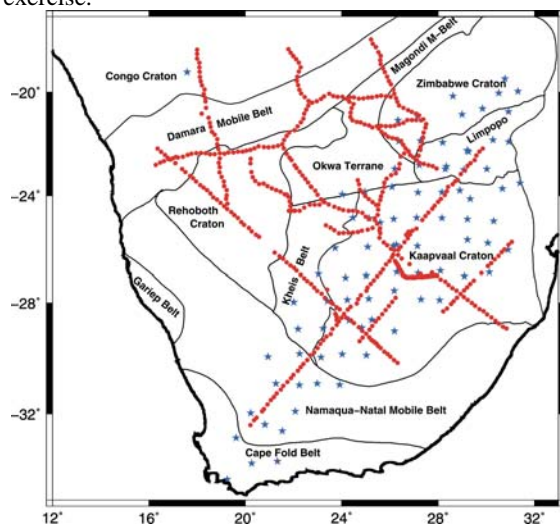 exercise.
Congo Craton
Magondi M-Belt
Zimbabwe Craton
−20°
Damara Mobile Belt
Limpopo
Okwa Terrane
−24°
Rehoboth
Craton
Kheis Belt
Kaapvaal Craton
Gariep Belt
−28°
−32°
Namaqua−Natal Mobile Belt
Cape Fold Belt
12° 16° 20° 24° 28° 32°